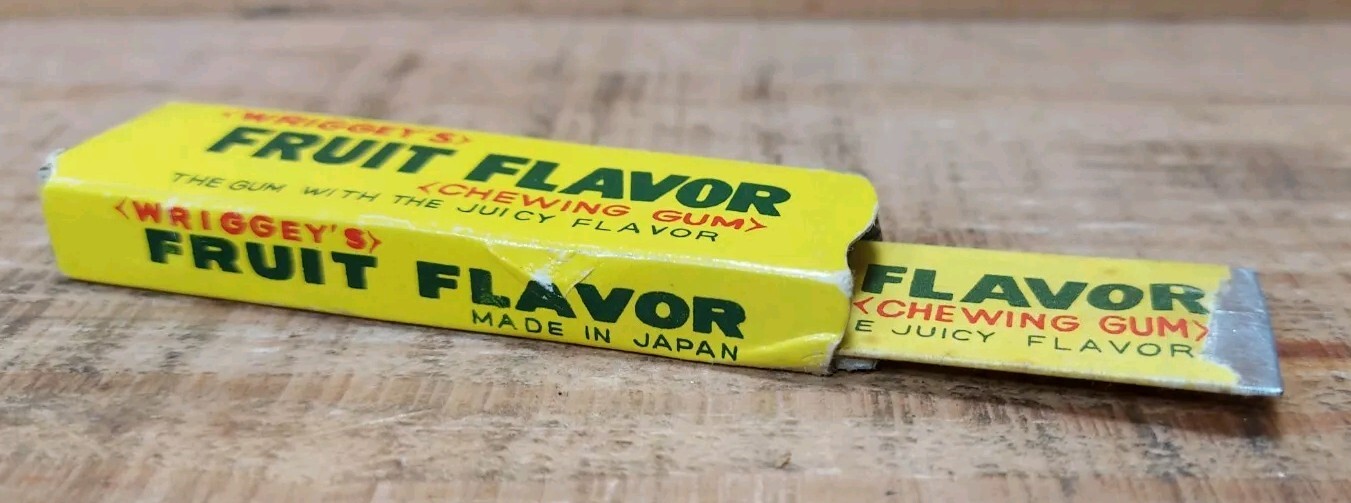 <WRIGGEY'S>
FRUIT FLAVOR
<CHEWING GUM>
THE GUM WITH THE JUICY FLAVOR
<WRIGGEY'S>
FRUIT FLAVOR
MADE IN JAPAN
FLAVOR
<CHEWING GUM>
E JUICY FLAVOR